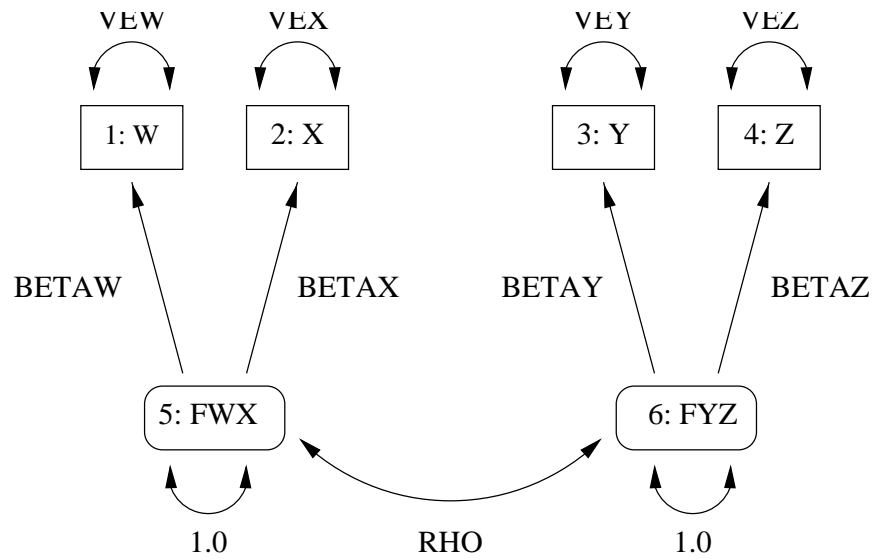 VEW VEX VEY VEZ
1: W 2: X 3: Y 4: Z
BETAW BETAX BETAY BETAZ
5: FWX 6: FYZ
1.0 RHO 1.0